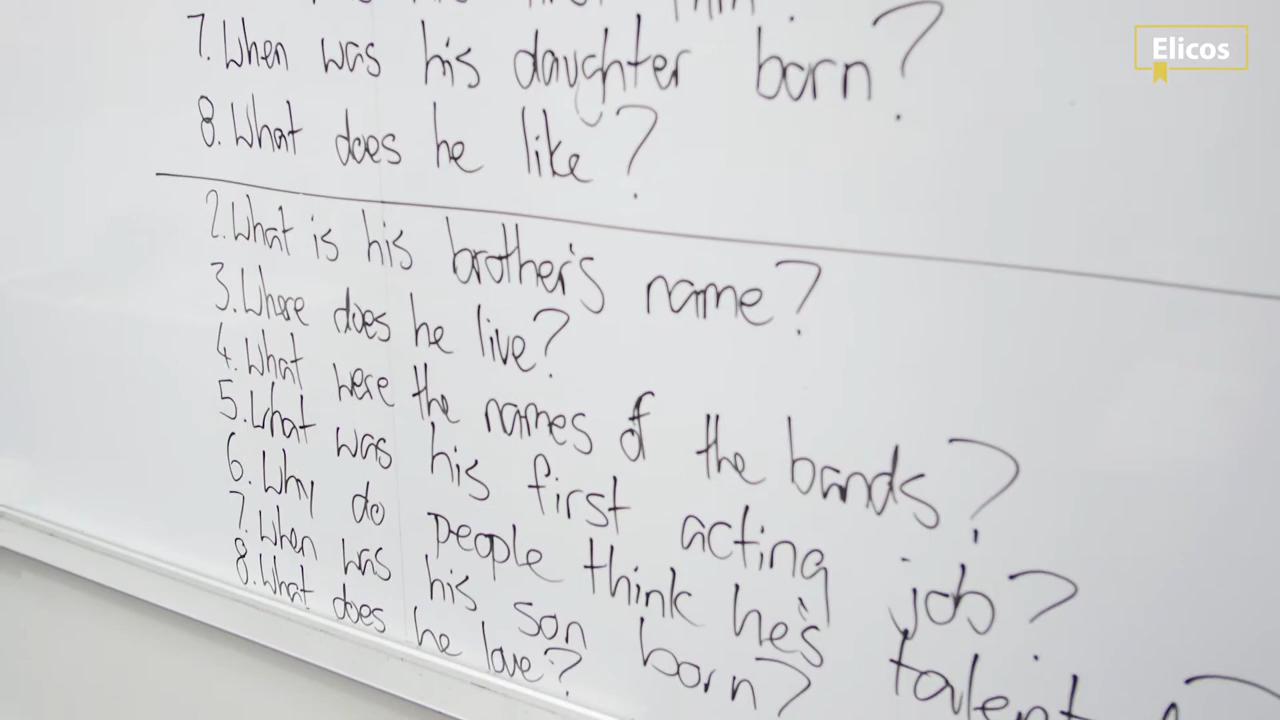 7. When was his daughter born?
8. What does he like?
2. What is his brother's name?
3. Where does he live?
4. What were the names of the bands?
5. What was his first acting job?
6. Why do people think he's
7. When was his son born?
8. What does he love?
Elicos